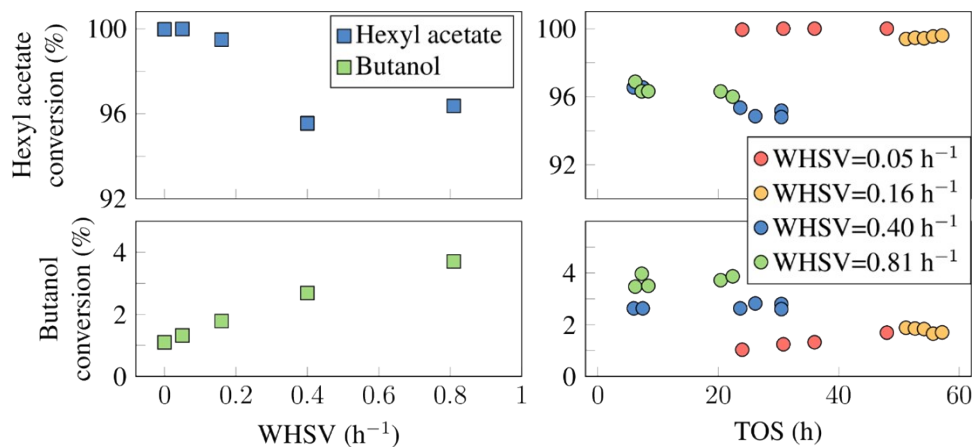 Hexyl acetate
conversion (%)
100
96
92
Hexyl acetate
Butanol
100
96
92
WHSV=0.05 h⁻¹
WHSV=0.16 h⁻¹
WHSV=0.40 h⁻¹
WHSV=0.81 h⁻¹
Butanol
conversion (%)
4
2
0
0 0.2 0.4 0.6 0.8 1
WHSV (h⁻¹)
6
4
2
0
0 20 40 60
TOS (h)